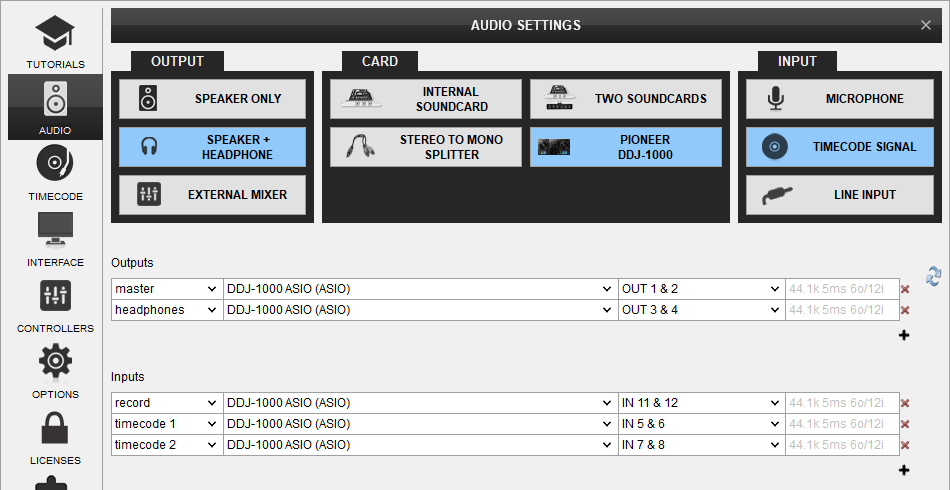 AUDIO SETTINGS
TUTORIALS
AUDIO
TIMECODE
INTERFACE
CONTROLLERS
OPTIONS
LICENSES
OUTPUT
SPEAKER ONLY
SPEAKER +
HEADPHONE
EXTERNAL MIXER
CARD
INTERNAL
SOUNDCARD
TWO SOUNDCARDS
STEREO TO MONO
SPLITTER
PIONEER
DDJ-1000
INPUT
MICROPHONE
TIMECODE SIGNAL
LINE INPUT
Outputs
master DDJ-1000 ASIO (ASIO) OUT 1 & 2 44.1k 5ms 6o/12i
headphones DDJ-1000 ASIO (ASIO) OUT 3 & 4 44.1k 5ms 6o/12i
Inputs
record DDJ-1000 ASIO (ASIO) IN 11 & 12 44.1k 5ms 6o/12i
timecode 1 DDJ-1000 ASIO (ASIO) IN 5 & 6 44.1k 5ms 6o/12i
timecode 2 DDJ-1000 ASIO (ASIO) IN 7 & 8 44.1k 5ms 6o/12i